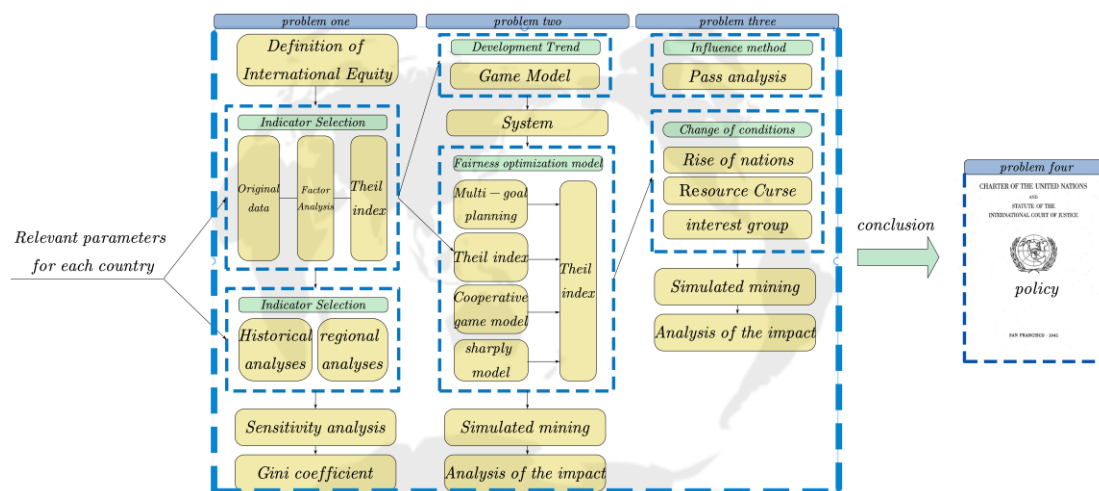 problem one
problem two
problem three
Definition of
International Equity
Indicator Selection
Original
data
Factor
Analysis
Theil
index
Indicator Selection
Historical
analyses
regional
analyses
Sensitivity analysis
Gini coefficient
Relevant parameters
for each country
Development Trend
Game Model
System
Fairness optimization model
Multi − goal
planning
Theil index
Cooperative
game model
sharply
model
Theil
index
Simulated mining
Analysis of the impact
Influence method
Pass analysis
Change of conditions
Rise of nations
Resource Curse
interest group
Simulated mining
Analysis of the impact
conclusion
problem four
CHARTER OF THE UNITED NATIONS
AND
STATUTE OF THE
INTERNATIONAL COURT OF JUSTICE
policy
SAN FRANCISCO · 1945